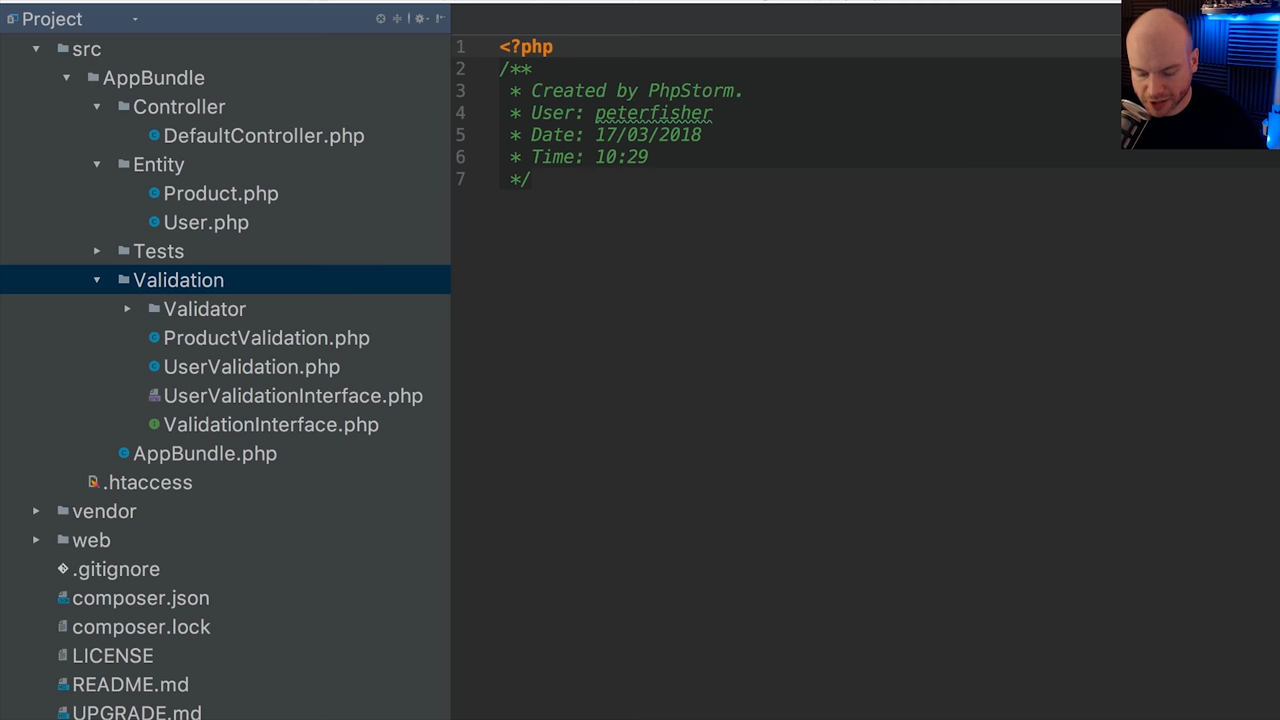 Project
src
AppBundle
Controller
DefaultController.php
Entity
Product.php
User.php
Tests
Validation
Validator
ProductValidation.php
UserValidation.php
UserValidationInterface.php
ValidationInterface.php
AppBundle.php
.htaccess
vendor
web
.gitignore
composer.json
composer.lock
LICENSE
README.md
UPGRADE.md
1 <?php
2 /**
3 * Created by PhpStorm.
4 * User: peterfisher
5 * Date: 17/03/2018
6 * Time: 10:29
7 */